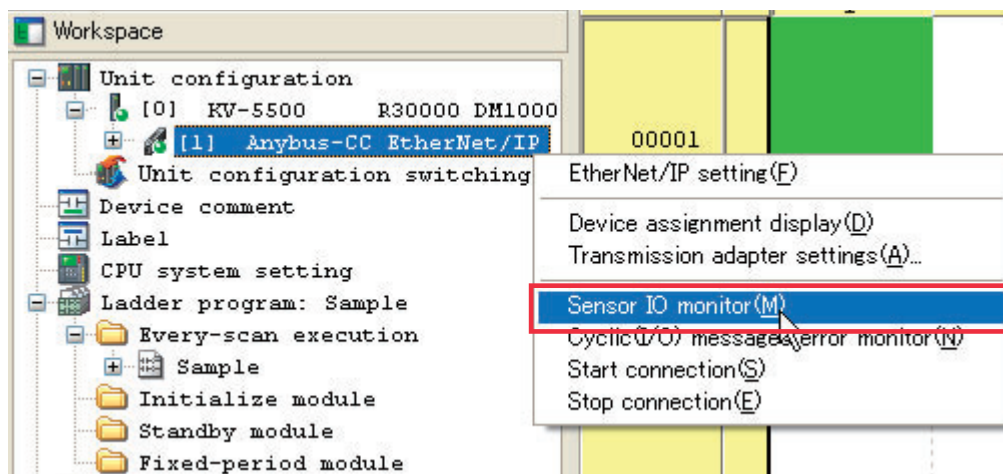 Workspace
Unit configuration
[0] KV-5500 R30000 DM1000
[1] Anybus-CC EtherNet/IP
Unit configuration switching
Device comment
Label
CPU system setting
Ladder program: Sample
Every-scan execution
Sample
Initialize module
Standby module
Fixed-period module
00001
EtherNet/IP setting(F)
Device assignment display(D)
Transmission adapter settings(A)...
Sensor IO monitor(M)
Cyclic(I/O) message error monitor(N)
Start connection(S)
Stop connection(E)